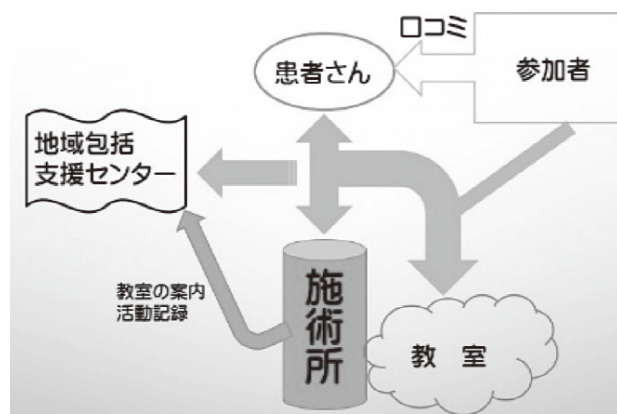 口コミ
患者さん
参加者
地域包括
支援センター
教室の案内
活動記録
施術所
教室